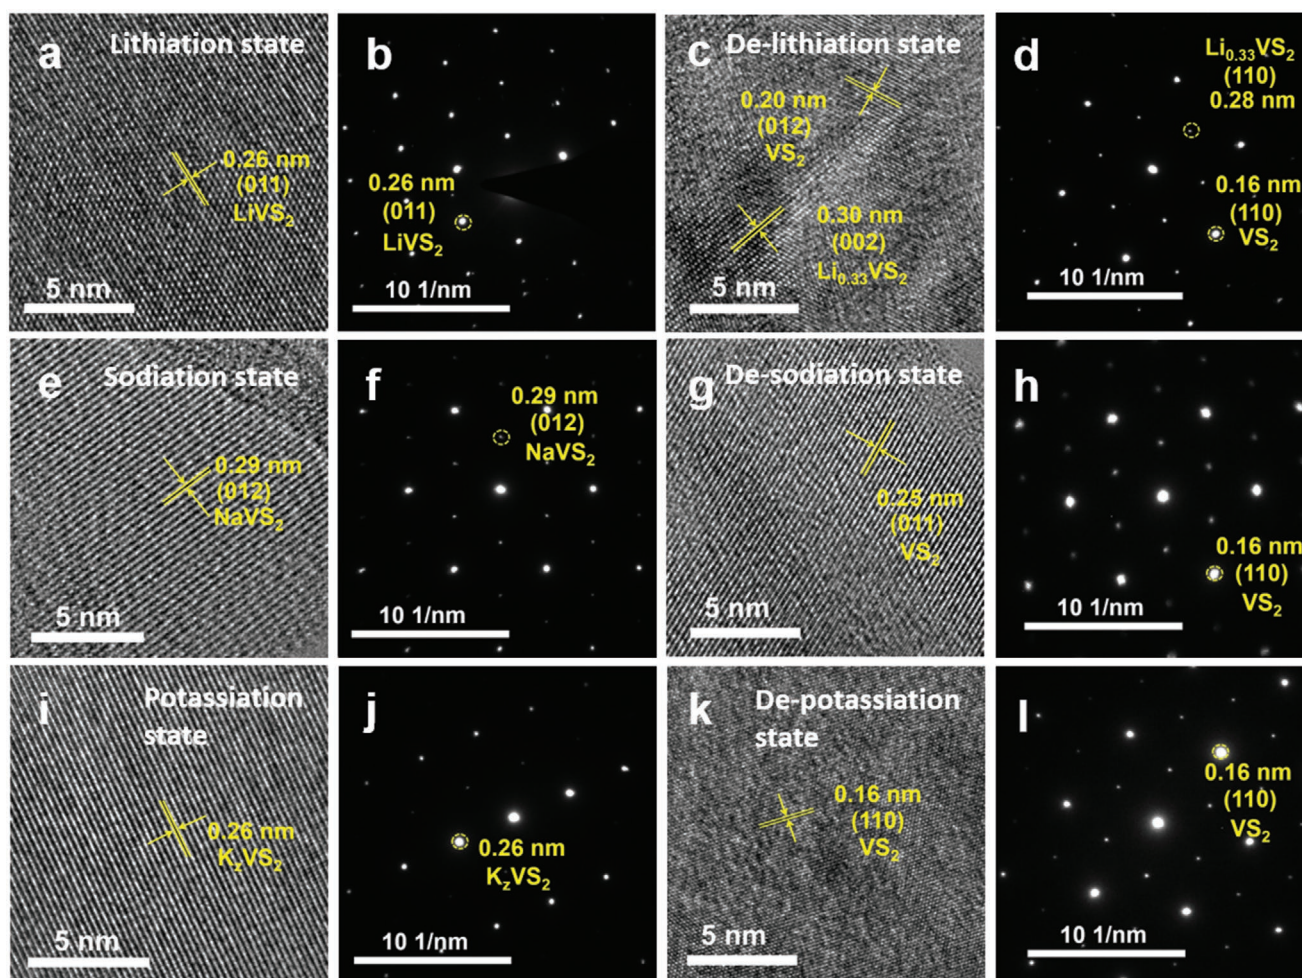 a
Lithiation state
0.26 nm
(011)
LiVS₂
5 nm
b
0.26 nm
(011)
LiVS₂
10 1/nm
c
De-lithiation state
0.20 nm
(012)
VS₂
0.30 nm
(002)
Li₀.₃₃VS₂
5 nm
d
Li₀.₃₃VS₂
(110)
0.28 nm
0.16 nm
(110)
VS₂
10 1/nm
e
Sodiation state
0.29 nm
(012)
NaVS₂
5 nm
f
0.29 nm
(012)
NaVS₂
10 1/nm
g
De-sodiation state
0.25 nm
(011)
VS₂
5 nm
h
0.16 nm
(110)
VS₂
10 1/nm
i
Potassiation
state
0.26 nm
KzVS₂
5 nm
j
0.26 nm
KzVS₂
10 1/nm
k
De-potassiation
state
0.16 nm
(110)
VS₂
5 nm
l
0.16 nm
(110)
VS₂
10 1/nm